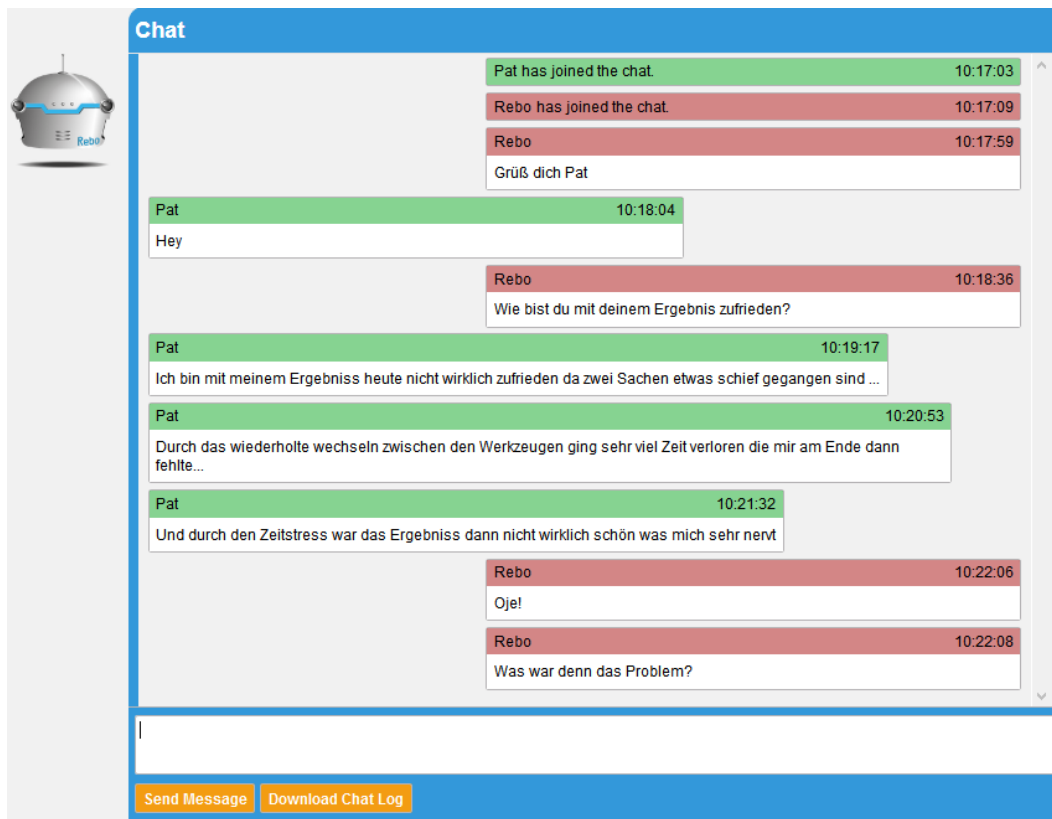 Chat
Rebo
Pat has joined the chat. 10:17:03
Rebo has joined the chat. 10:17:09
Rebo 10:17:59
Grüß dich Pat
Pat 10:18:04
Hey
Rebo 10:18:36
Wie bist du mit deinem Ergebnis zufrieden?
Pat 10:19:17
Ich bin mit meinem Ergebniss heute nicht wirklich zufrieden da zwei Sachen etwas schief gegangen sind ...
Pat 10:20:53
Durch das wiederholte wechseln zwischen den Werkzeugen ging sehr viel Zeit verloren die mir am Ende dann
fehlte...
Pat 10:21:32
Und durch den Zeitstress war das Ergebniss dann nicht wirklich schön was mich sehr nervt
Rebo 10:22:06
Oje!
Rebo 10:22:08
Was war denn das Problem?
Send Message Download Chat Log